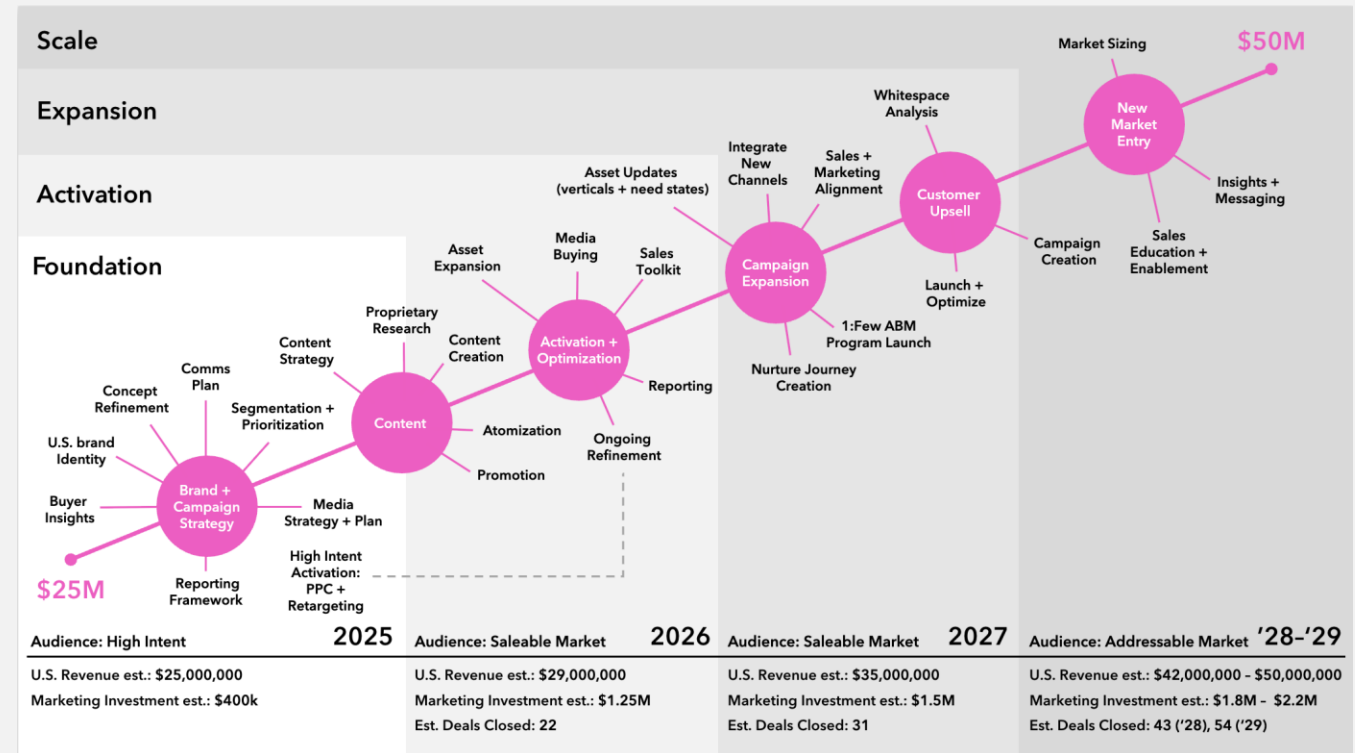 Scale
Expansion
Activation
Foundation
$25M
Brand +
Campaign
Strategy
Buyer
Insights
U.S. brand
Identity
Concept
Refinement
Comms
Plan
Segmentation +
Prioritization
Media
Strategy + Plan
Reporting
Framework
High Intent
Activation:
PPC +
Retargeting
Content
Content
Strategy
Proprietary
Research
Content
Creation
Atomization
Promotion
Activation +
Optimization
Asset
Expansion
Media
Buying
Sales
Toolkit
Reporting
Ongoing
Refinement
Campaign
Expansion
Asset Updates
(verticals + need states)
Integrate
New
Channels
Sales +
Marketing
Alignment
1:Few ABM
Program Launch
Nurture Journey
Creation
Customer
Upsell
Whitespace
Analysis
Campaign
Creation
Launch +
Optimize
New
Market
Entry
Market Sizing
Insights +
Messaging
Sales
Education +
Enablement
$50M
Audience: High Intent 2025
U.S. Revenue est.: $25,000,000
Marketing Investment est.: $400k
Audience: Saleable Market 2026
U.S. Revenue est.: $29,000,000
Marketing Investment est.: $1.25M
Est. Deals Closed: 22
Audience: Saleable Market 2027
U.S. Revenue est.: $35,000,000
Marketing Investment est.: $1.5M
Est. Deals Closed: 31
Audience: Addressable Market ’28–‘29
U.S. Revenue est.: $42,000,000 – $50,000,000
Marketing Investment est.: $1.8M – $2.2M
Est. Deals Closed: 43 (‘28), 54 (‘29)